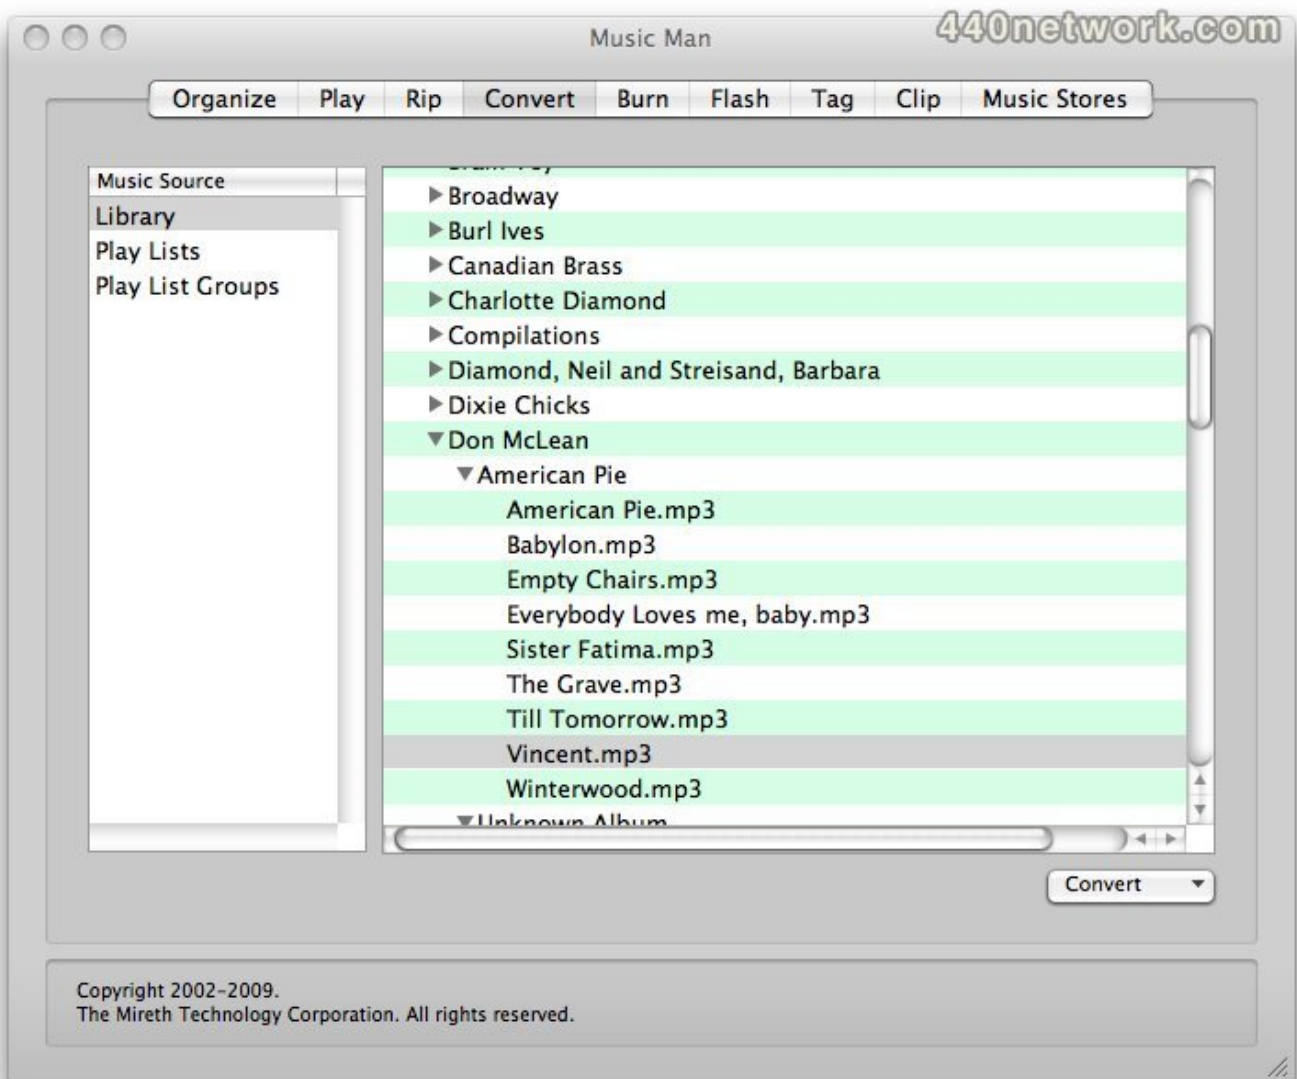 440network.com
Music Man
Organize Play Rip Convert Burn Flash Tag Clip Music Stores
Music Source
Library
Play Lists
Play List Groups
Broadway
Burl Ives
Canadian Brass
Charlotte Diamond
Compilations
Diamond, Neil and Streisand, Barbara
Dixie Chicks
Don McLean
American Pie
American Pie.mp3
Babylon.mp3
Empty Chairs.mp3
Everybody Loves me, baby.mp3
Sister Fatima.mp3
The Grave.mp3
Till Tomorrow.mp3
Vincent.mp3
Winterwood.mp3
Unknown Album
Convert
Copyright 2002-2009.
The Mireth Technology Corporation. All rights reserved.